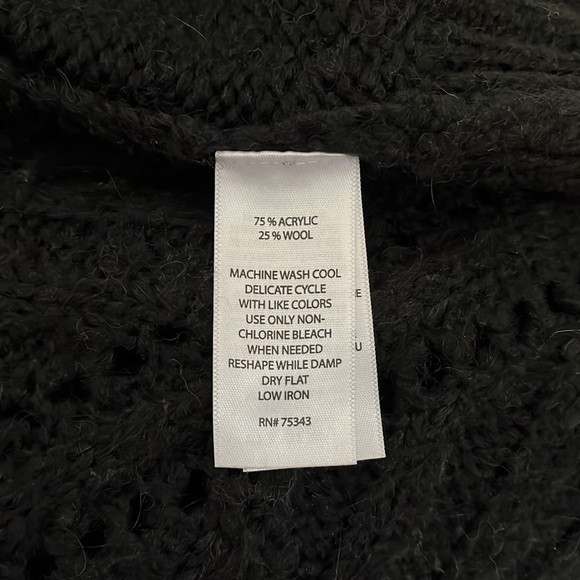 75 % ACRYLIC
25 % WOOL
MACHINE WASH COOL
DELICATE CYCLE
WITH LIKE COLORS
USE ONLY NON-
CHLORINE BLEACH
WHEN NEEDED
RESHAPE WHILE DAMP
DRY FLAT
LOW IRON
RN# 75343
E
U